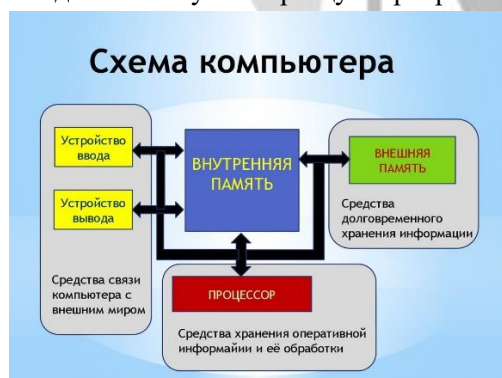 Схема компьютера
Устройство
ввода
Устройство
вывода
Средства связи
компьютера с
внешним миром
ВНУТРЕННЯЯ
ПАМЯТЬ
ВНЕШНЯЯ
ПАМЯТЬ
Средства
долговременного
хранения информации
ПРОЦЕССОР
Средства хранения оперативной
информайии и её обработки